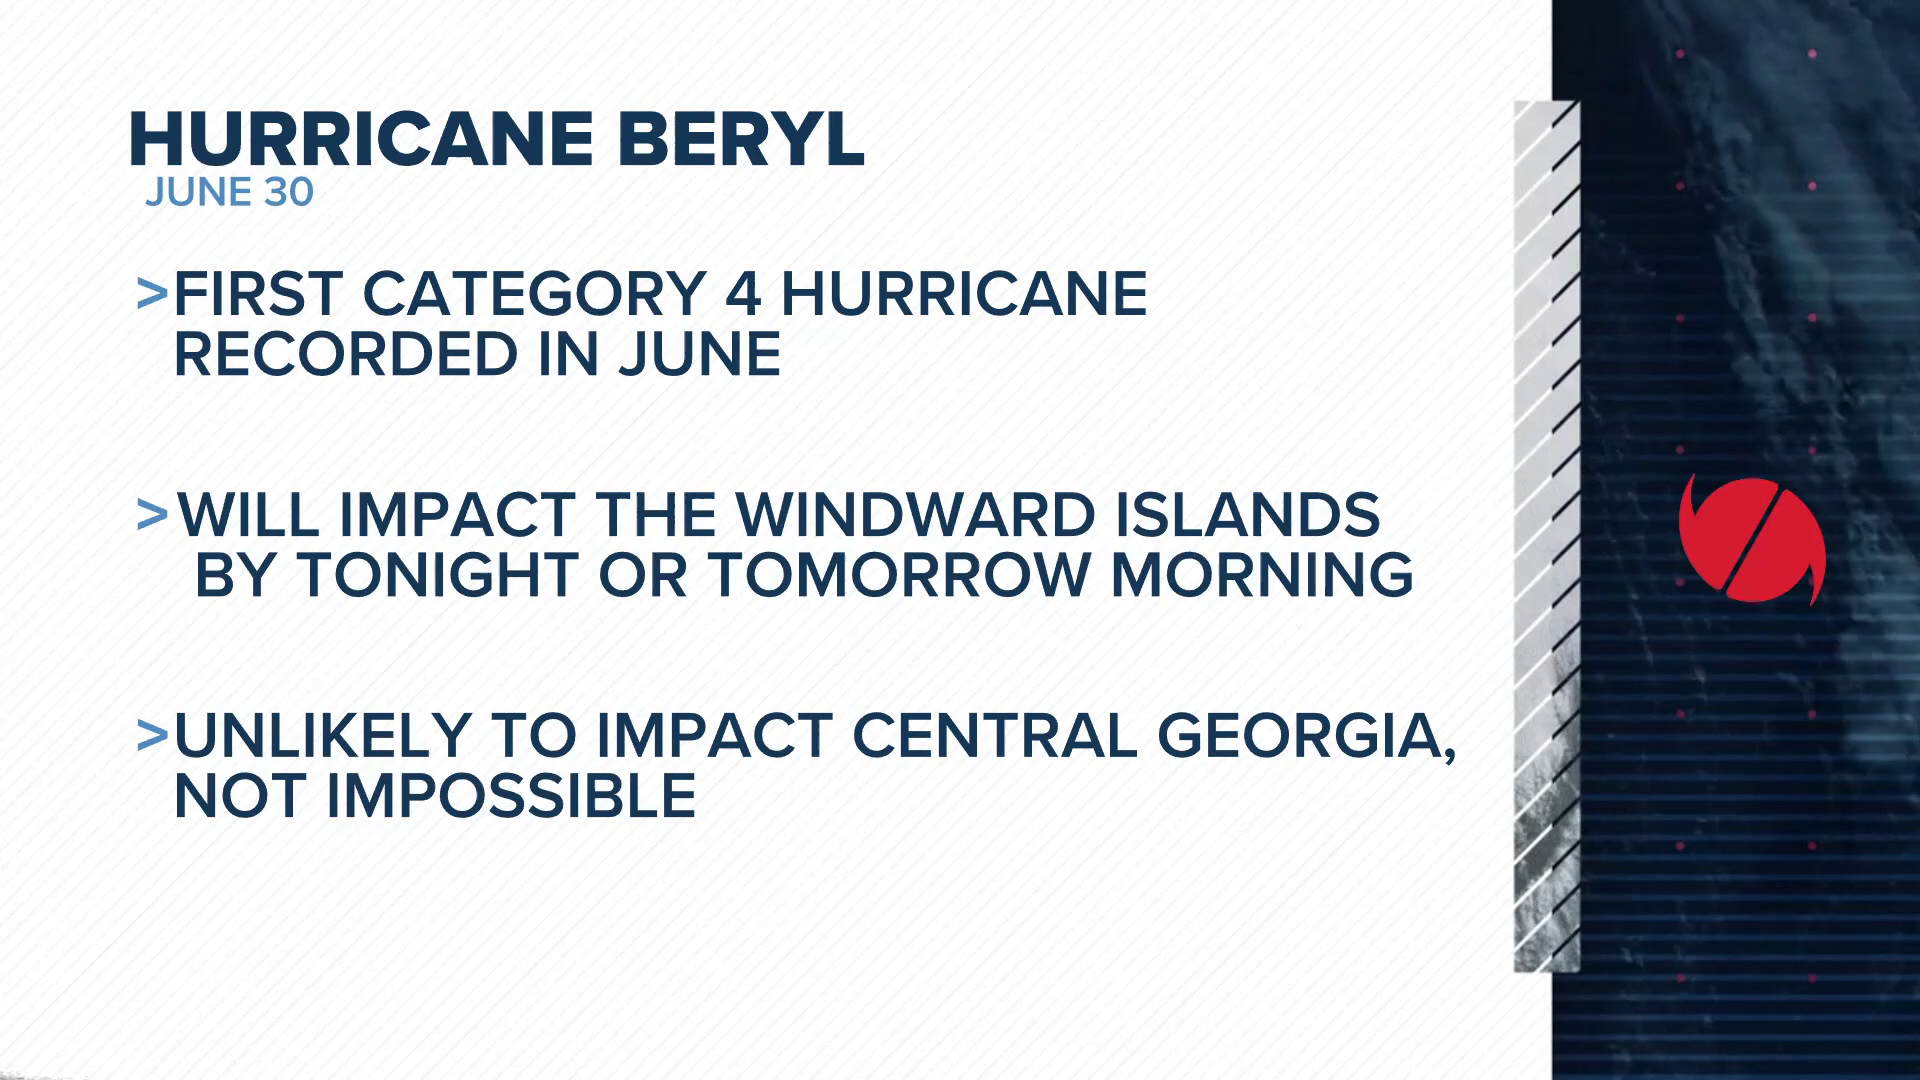 HURRICANE BERYL
JUNE 30
>FIRST CATEGORY 4 HURRICANE
RECORDED IN JUNE
>WILL IMPACT THE WINDWARD ISLANDS
BY TONIGHT OR TOMORROW MORNING
>UNLIKELY TO IMPACT CENTRAL GEORGIA,
NOT IMPOSSIBLE